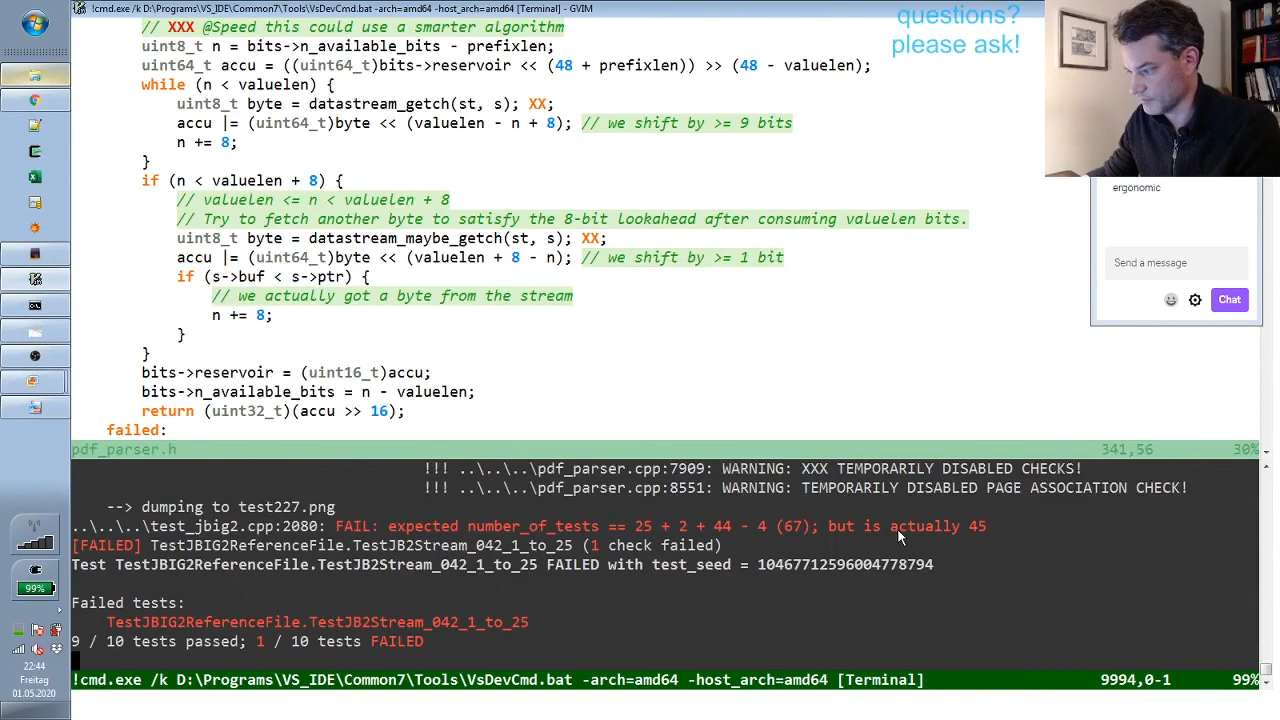 !cmd.exe /k D:\Programs\VS_IDE\Common7\Tools\VsDevCmd.bat -arch=amd64 -host_arch=amd64 [Terminal] - GVIM
// XXX @Speed this could use a smarter algorithm
uint8_t n = bits->n_available_bits - prefixlen;
uint64_t accu = ((uint64_t)bits->reservoir << (48 + prefixlen)) >> (48 - valuelen);
while (n < valuelen) {
uint8_t byte = datastream_getch(st, s); XX;
accu |= (uint64_t)byte << (valuelen - n + 8); // we shift by >= 9 bits
n += 8;
}
if (n < valuelen + 8) {
// valuelen <= n < valuelen + 8
// Try to fetch another byte to satisfy the 8-bit lookahead after consuming valuelen bits.
uint8_t byte = datastream_maybe_getch(st, s); XX;
accu |= (uint64_t)byte << (valuelen + 8 - n); // we shift by >= 1 bit
if (s->buf < s->ptr) {
// we actually got a byte from the stream
n += 8;
}
}
bits->reservoir = (uint16_t)accu;
bits->n_available_bits = n - valuelen;
return (uint32_t)(accu >> 16);
failed:
pdf_parser.h 341,56 30%
!!! ..\..\..\pdf_parser.cpp:7909: WARNING: XXX TEMPORARILY DISABLED CHECKS!
!!! ..\..\..\pdf_parser.cpp:8551: WARNING: TEMPORARILY DISABLED PAGE ASSOCIATION CHECK!
--> dumping to test227.png
..\..\..\test_jbig2.cpp:2080: FAIL: expected number_of_tests == 25 + 2 + 44 - 4 (67); but is actually 45
[FAILED] TestJBIG2ReferenceFile.TestJB2Stream_042_1_to_25 (1 check failed)
Test TestJBIG2ReferenceFile.TestJB2Stream_042_1_to_25 FAILED with test_seed = 10467712596004778794
Failed tests:
TestJBIG2ReferenceFile.TestJB2Stream_042_1_to_25
9 / 10 tests passed; 1 / 10 tests FAILED
!cmd.exe /k D:\Programs\VS_IDE\Common7\Tools\VsDevCmd.bat -arch=amd64 -host_arch=amd64 [Terminal] 9994,0-1 99%
questions?
please ask!
ergonomic
Send a message
Chat
99%
22:44
Freitag
01.05.2020